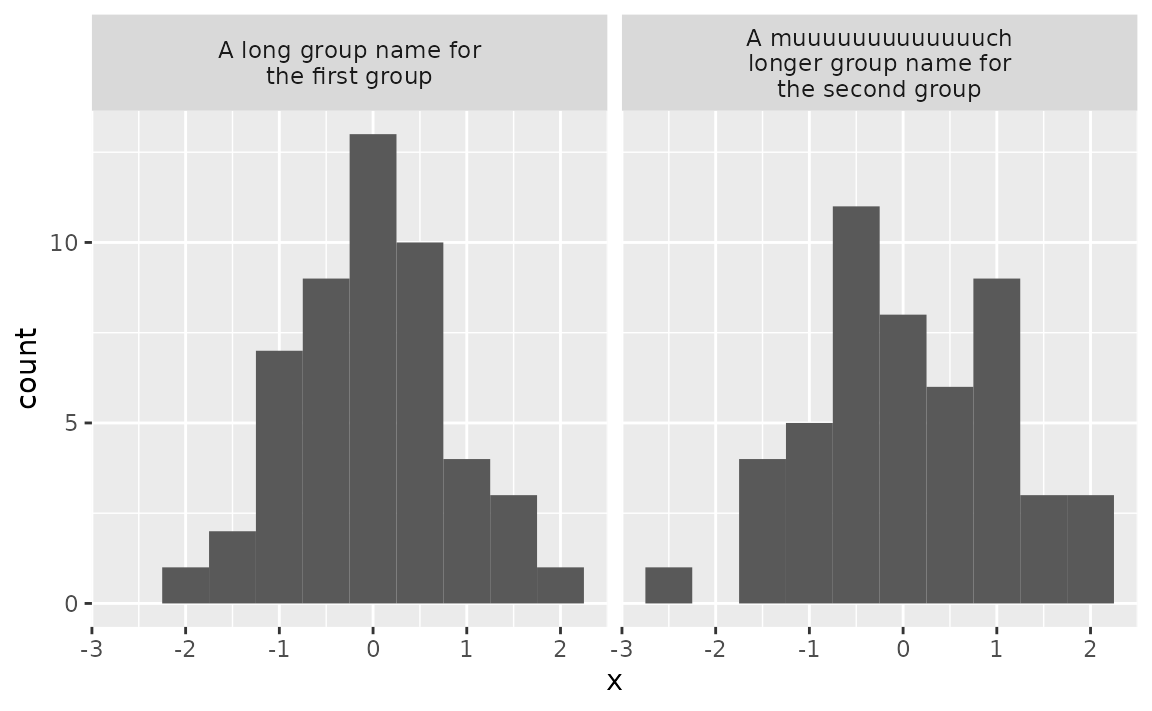 A long group name for
the first group
A muuuuuuuuuuuuuch
longer group name for
the second group
10
5
0
count
-3 -2 -1 0 1 2
-3 -2 -1 0 1 2
x